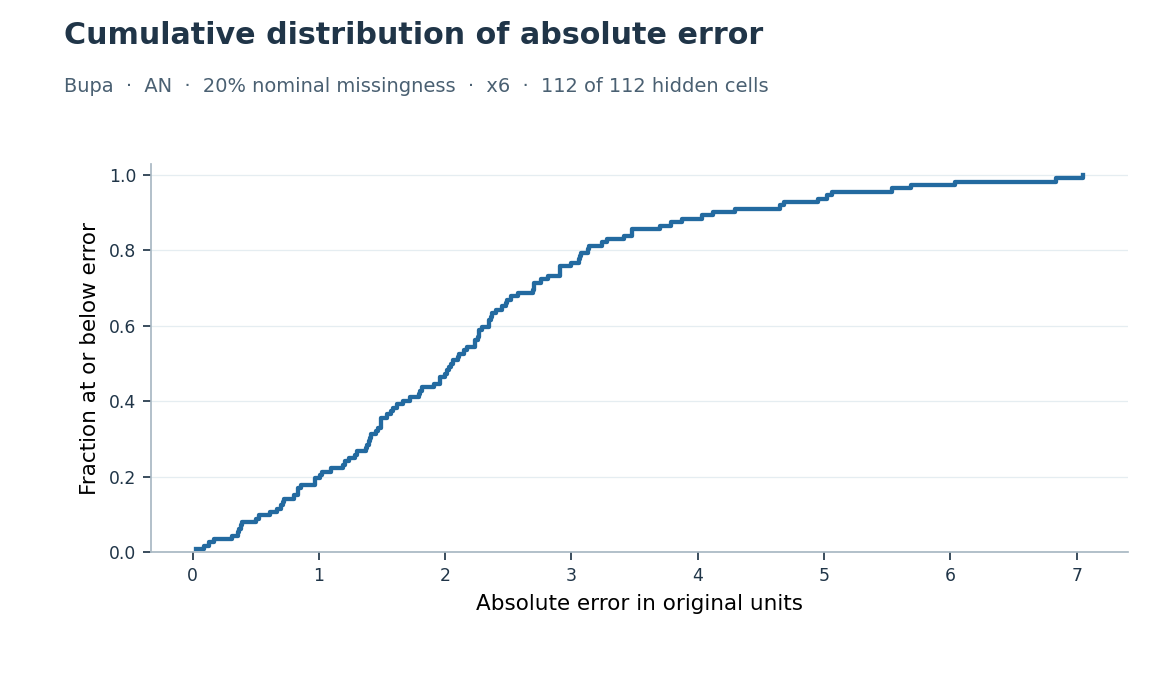 Cumulative distribution of absolute error
Bupa · AN · 20% nominal missingness · x6 · 112 of 112 hidden cells
1.0
0.8
0.6
0.4
0.2
0.0
Fraction at or below error
0 1 2 3 4 5 6 7
Absolute error in original units